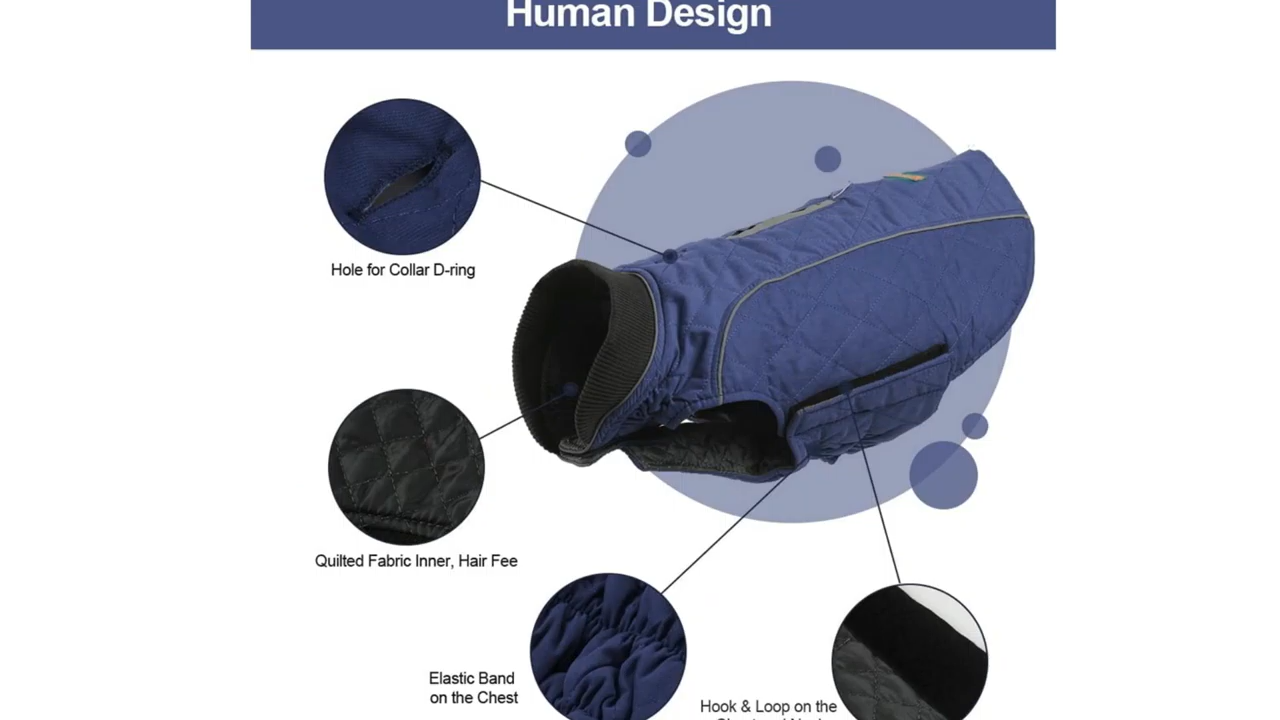 Human Design
Hole for Collar D-ring
Quilted Fabric Inner, Hair Fee
Elastic Band
on the Chest
Hook & Loop on the